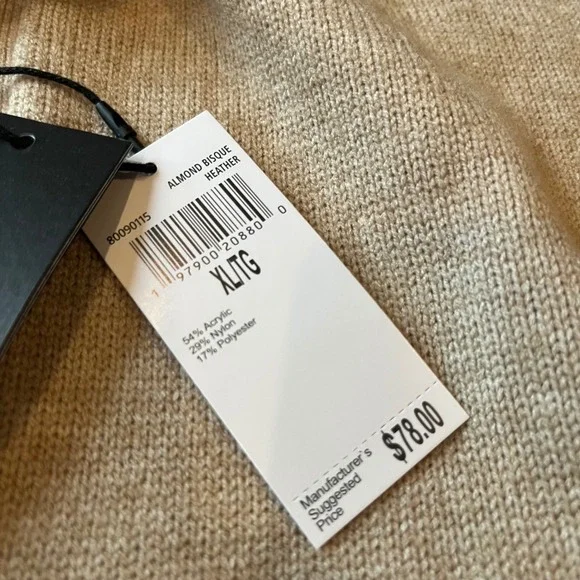 80090115
ALMOND BISQUE
HEATHER
1 97900 20880 0
XL/TG
54% Acrylic
29% Nylon
17% Polyester
Manufacturer's
Suggested
Price
$78.00